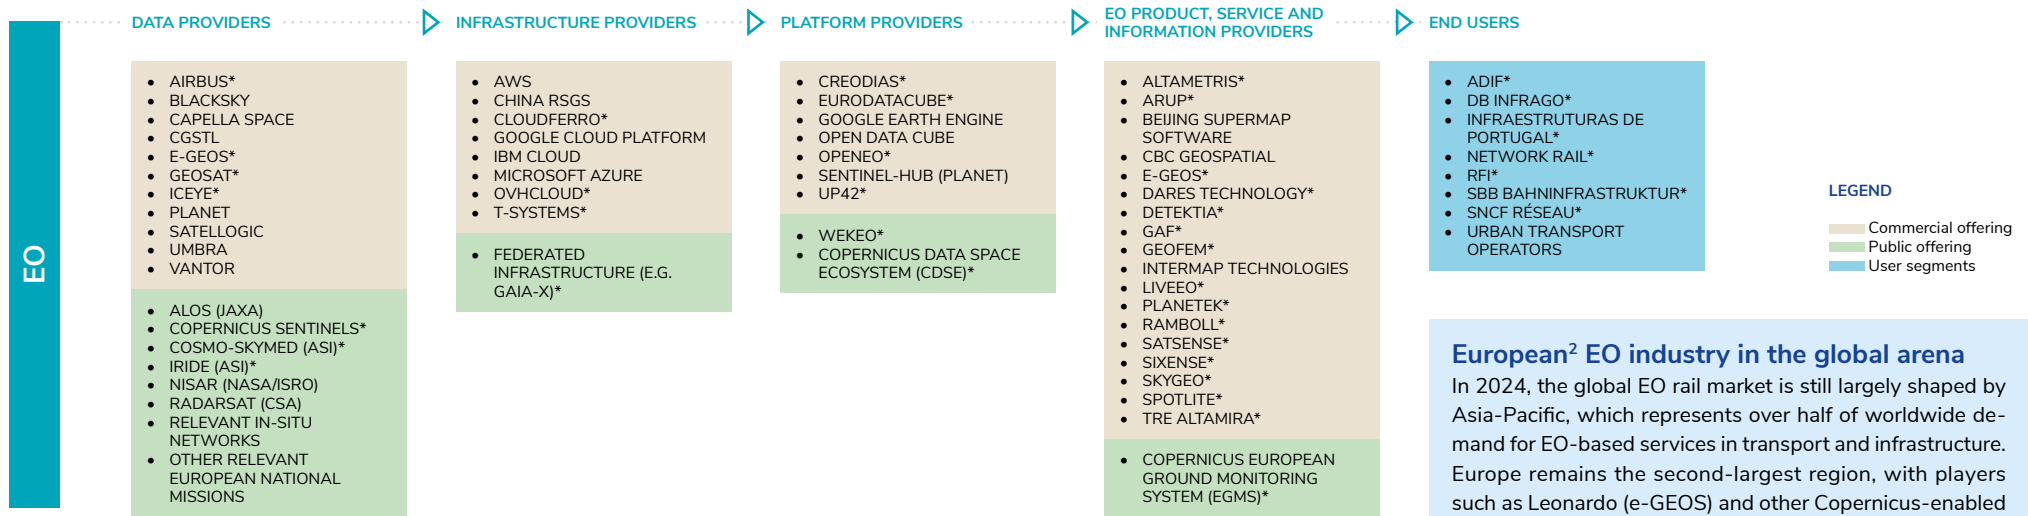 EO
DATA PROVIDERS
• AIRBUS*
• BLACKSKY
• CAPELLA SPACE
• CGSTL
• E-GEOS*
• GEOSAT*
• ICEYE*
• PLANET
• SATELLOGIC
• UMBRA
• VANTOR
• ALOS (JAXA)
• COPERNICUS SENTINELS*
• COSMO-SKYMED (ASI)*
• IRIDE (ASI)*
• NISAR (NASA/ISRO)
• RADARSAT (CSA)
• RELEVANT IN-SITU
NETWORKS
• OTHER RELEVANT
EUROPEAN NATIONAL
MISSIONS
INFRASTRUCTURE PROVIDERS
• AWS
• CHINA RSGS
• CLOUDFERRO*
• GOOGLE CLOUD PLATFORM
• IBM CLOUD
• MICROSOFT AZURE
• OVHCLOUD*
• T-SYSTEMS*
• FEDERATED
INFRASTRUCTURE (E.G.
GAIA-X)*
PLATFORM PROVIDERS
• CREODIAS*
• EURODATACUBE*
• GOOGLE EARTH ENGINE
• OPEN DATA CUBE
• OPENEO*
• SENTINEL-HUB (PLANET)
• UP42*
• WEKEO*
• COPERNICUS DATA SPACE
ECOSYSTEM (CDSE)*
EO PRODUCT, SERVICE AND
INFORMATION PROVIDERS
• ALTAMETRIS*
• ARUP*
• BEIJING SUPERMAP
SOFTWARE
• CBC GEOSPATIAL
• E-GEOS*
• DARES TECHNOLOGY*
• DETEKTIA*
• GAF*
• GEOFEM*
• INTERMAP TECHNOLOGIES
• LIVEEO*
• PLANETEK*
• RAMBOLL*
• SATSENSE*
• SIXENSE*
• SKYGEO*
• SPOTLITE*
• TRE ALTAMIRA*
• COPERNICUS EUROPEAN
GROUND MONITORING
SYSTEM (EGMS)*
END USERS
• ADIF*
• DB INFRAGO*
• INFRAESTRUTURAS DE
PORTUGAL*
• NETWORK RAIL*
• RFI*
• SBB BAHNINFRASTRUKTUR*
• SNCF RÉSEAU*
• URBAN TRANSPORT
OPERATORS
LEGEND
Commercial offering
Public offering
User segments
European² EO industry in the global arena
In 2024, the global EO rail market is still largely shaped by
Asia-Pacific, which represents over half of worldwide de-
mand for EO-based services in transport and infrastructure.
Europe remains the second-largest region, with players
such as Leonardo (e-GEOS) and other Copernicus-enabled